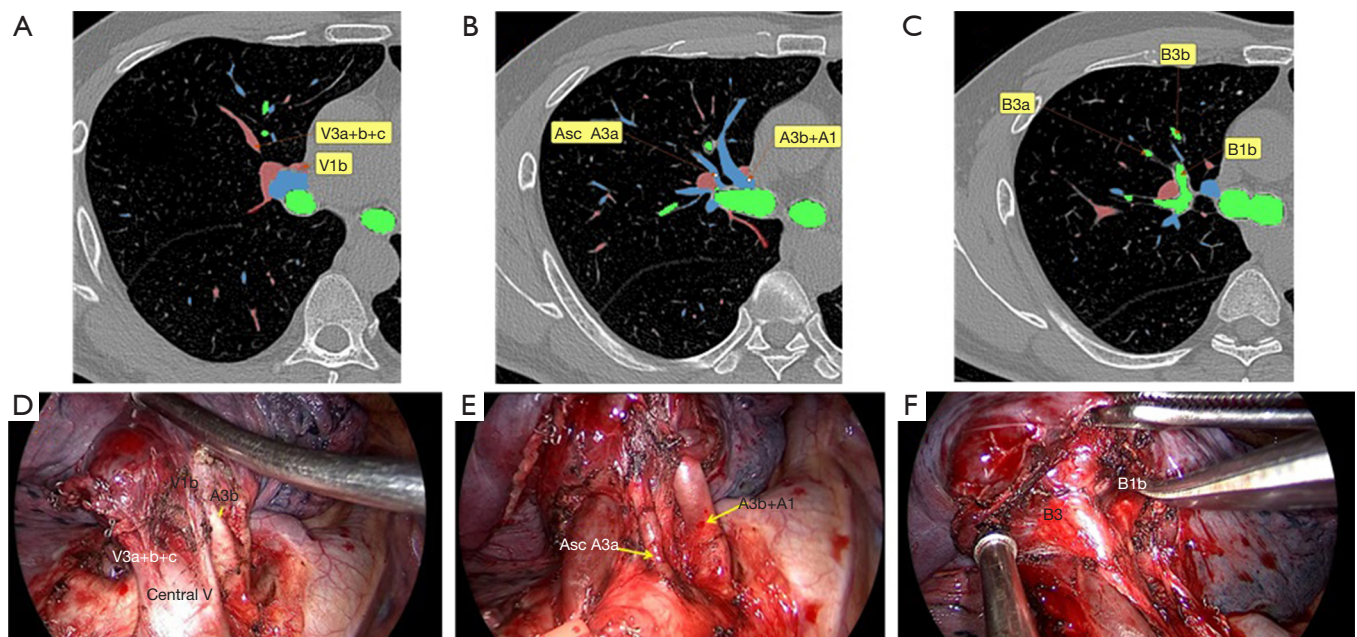 A
V3a+b+c
V1b
B
Asc A3a
A3b+A1
C
B3b
B3a
B1b
D
V1b
A3b
V3a+b+c
Central V
E
A3b+A1
Asc A3a
F
B1b
B3